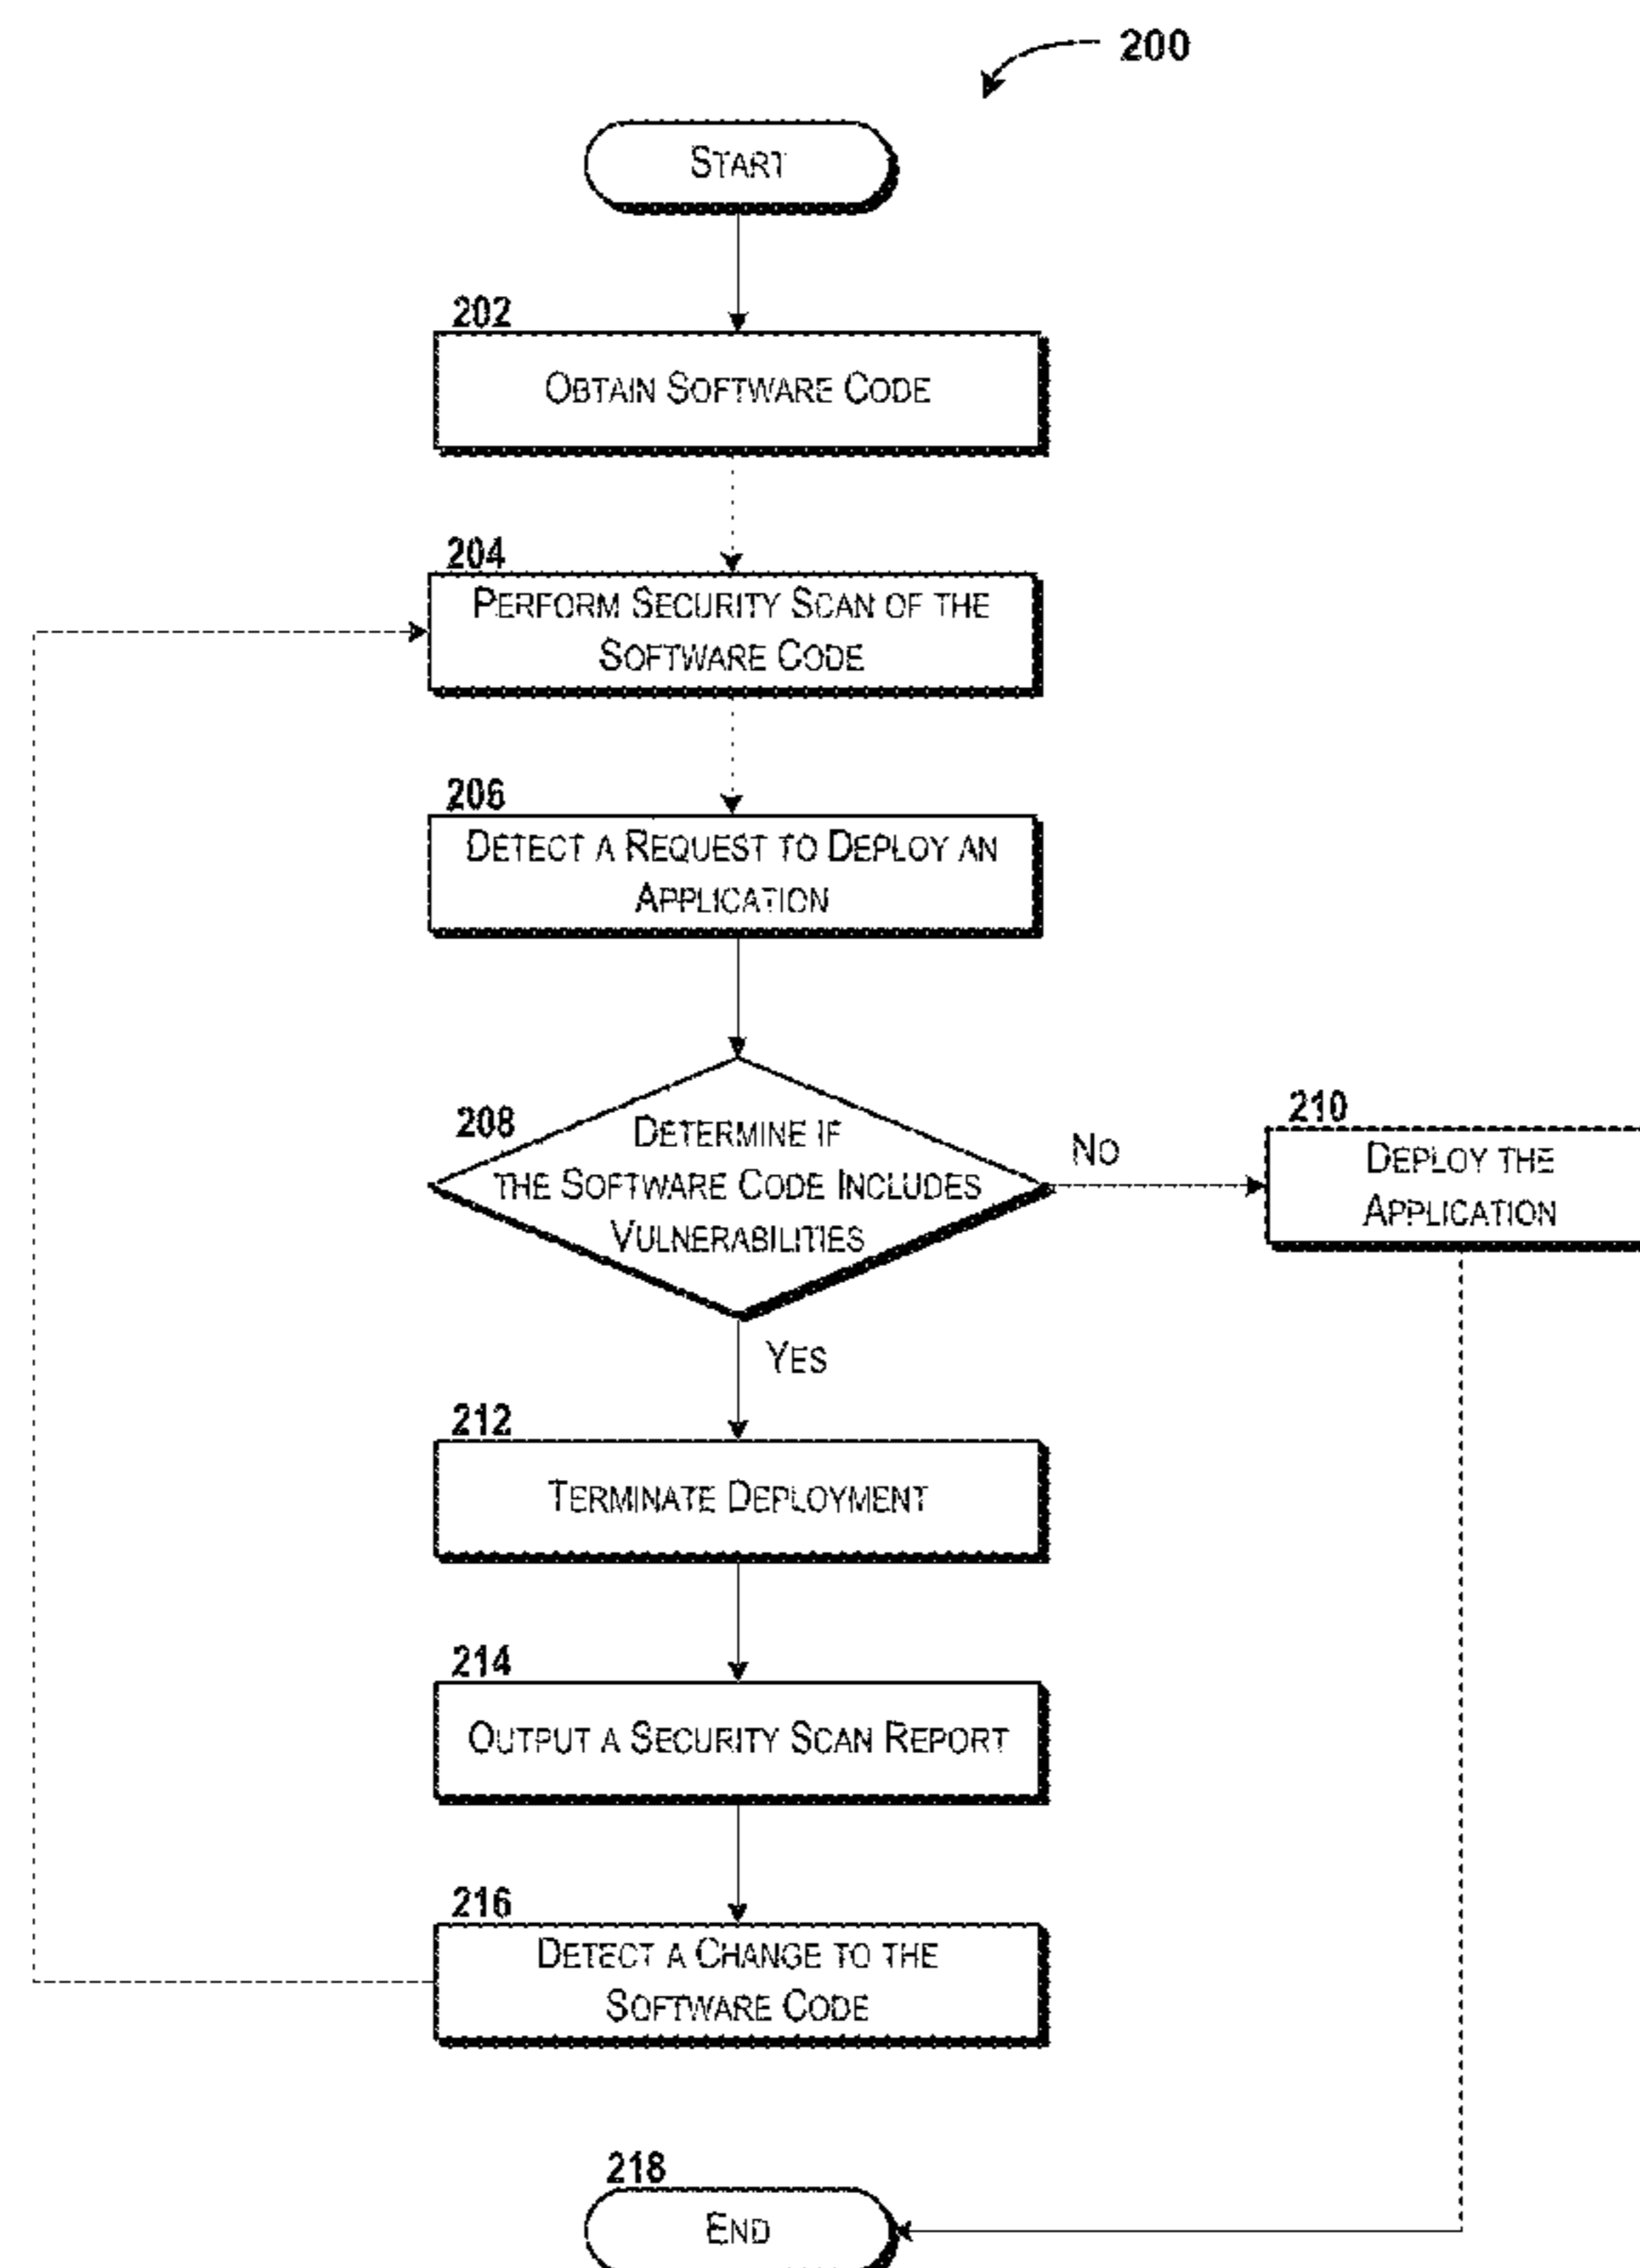 200
START
202
OBTAIN SOFTWARE CODE
204
PERFORM SECURITY SCAN OF THE
SOFTWARE CODE
206
DETECT A REQUEST TO DEPLOY AN
APPLICATION
208
DETERMINE IF
THE SOFTWARE CODE INCLUDES
VULNERABILITIES
NO
210
DEPLOY THE
APPLICATION
YES
212
TERMINATE DEPLOYMENT
214
OUTPUT A SECURITY SCAN REPORT
216
DETECT A CHANGE TO THE
SOFTWARE CODE
218
END